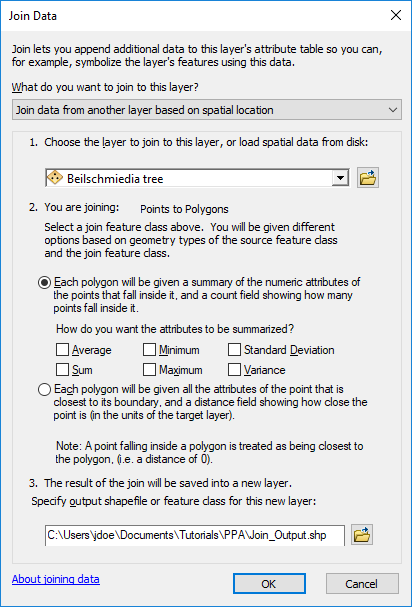 Join Data
Join lets you append additional data to this layer's attribute table so you can,
for example, symbolize the layer's features using this data.
What do you want to join to this layer?
Join data from another layer based on spatial location
1. Choose the layer to join to this layer, or load spatial data from disk:
Beilschmiedia tree
2. You are joining: Points to Polygons
Select a join feature class above. You will be given different
options based on geometry types of the source feature class
and the join feature class.
Each polygon will be given a summary of the numeric attributes of
the points that fall inside it, and a count field showing how many
points fall inside it.
How do you want the attributes to be summarized?
Average Minimum Standard Deviation
Sum Maximum Variance
Each polygon will be given all the attributes of the point that is
closest to its boundary, and a distance field showing how close the
point is (in the units of the target layer).
Note: A point falling inside a polygon is treated as being closest to
the polygon, (i.e. a distance of 0).
3. The result of the join will be saved into a new layer.
Specify output shapefile or feature class for this new layer:
C:\Users\jdoe\Documents\Tutorials\PPA\Join_Output.shp
About joining data OK Cancel